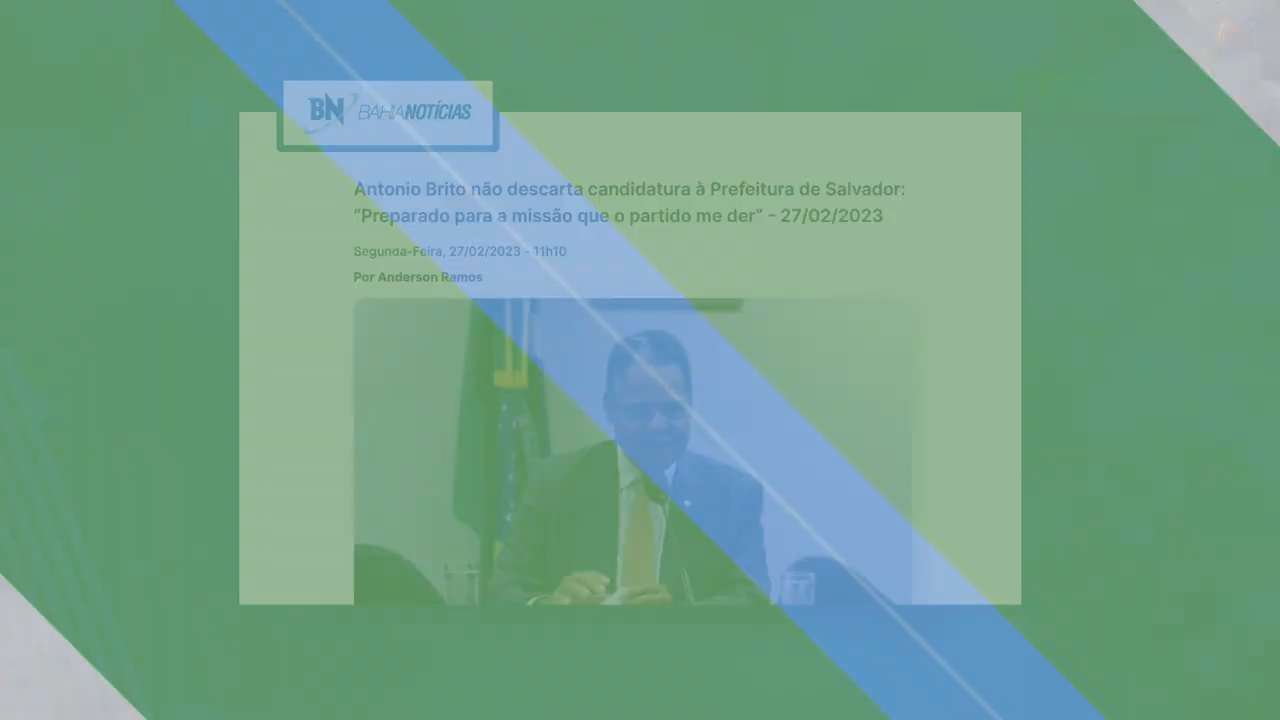 BN BAHIANOTÍCIAS
Antonio Brito não descarta candidatura à Prefeitura de Salvador:
“Preparado para a missão que o partido me der” - 27/02/2023
Segunda-Feira, 27/02/2023 - 11h10
Por Anderson Ramos